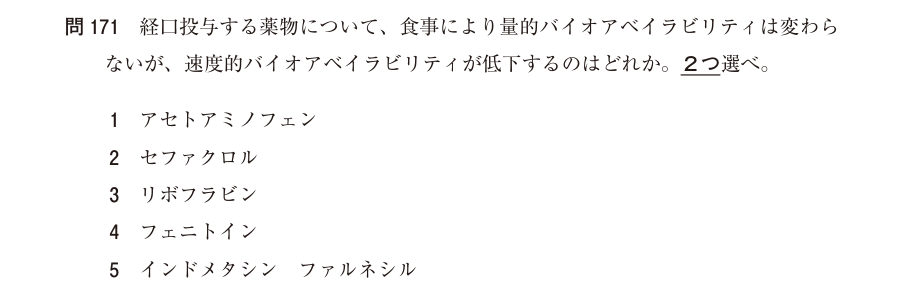 問 171 経口投与する薬物について、食事により量的バイオアベイラビリティは変わら
ないが、速度的バイオアベイラビリティが低下するのはどれか。2つ選べ。
1 アセトアミノフェン
2 セファクロル
3 リボフラビン
4 フェニトイン
5 インドメタシン ファルネシル